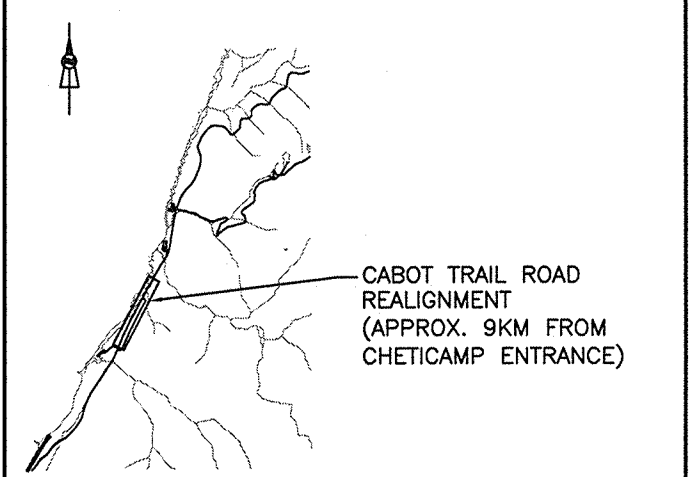 CABOT TRAIL ROAD
REALIGNMENT
(APPROX. 9KM FROM
CHETICAMP ENTRANCE)